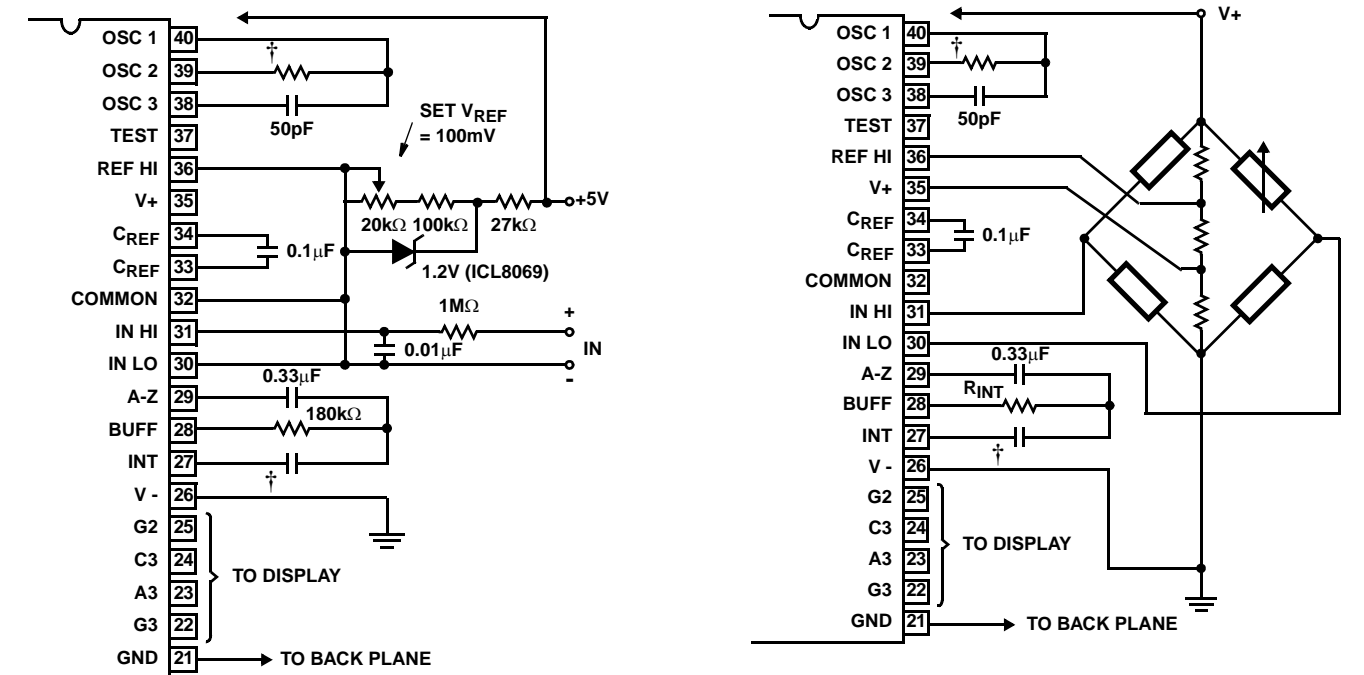 OSC 1 40
OSC 2 39 †
OSC 3 38
50pF
TEST 37
REF HI 36
SET VREF
= 100mV
V+ 35
+5V
20kΩ 100kΩ 27kΩ
CREF 34
0.1μF
CREF 33
1.2V (ICL8069)
COMMON 32
1MΩ
IN HI 31
+
0.01μF
IN
IN LO 30
-
0.33μF
A-Z 29
180kΩ
BUFF 28
INT 27
†
V - 26
G2 25
C3 24
TO DISPLAY
A3 23
G3 22
GND 21 TO BACK PLANE
V+
OSC 1 40
†
OSC 2 39
OSC 3 38
50pF
TEST 37
REF HI 36
V+ 35
CREF 34
0.1μF
CREF 33
COMMON 32
IN HI 31
IN LO 30
0.33μF
A-Z 29
RINT
BUFF 28
INT 27
†
V - 26
G2 25
C3 24
TO DISPLAY
A3 23
G3 22
GND 21 TO BACK PLANE